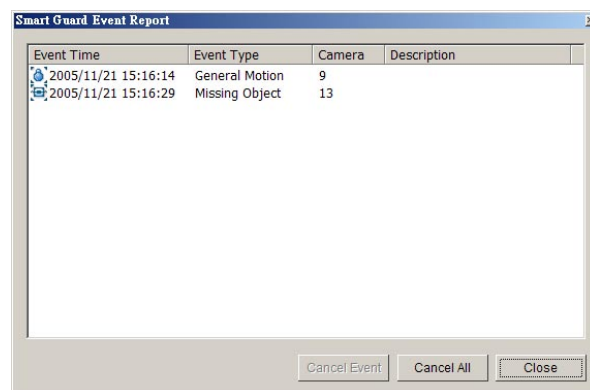 Smart Guard Event Report
Event Time Event Type Camera Description
2005/11/21 15:16:14 General Motion 9
2005/11/21 15:16:29 Missing Object 13
Cancel Event Cancel All Close